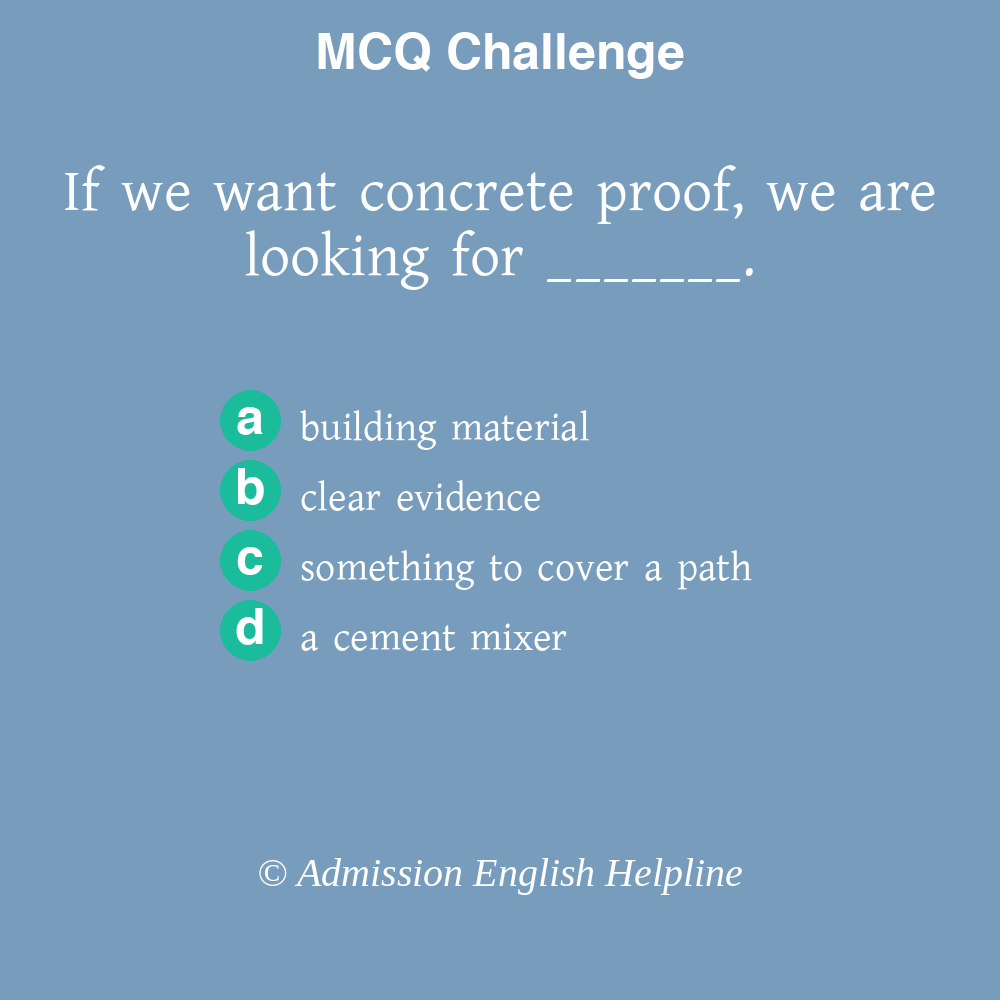 MCQ Challenge
If we want concrete proof, we are
looking for _______.
a building material
b clear evidence
c something to cover a path
d a cement mixer
© Admission English Helpline